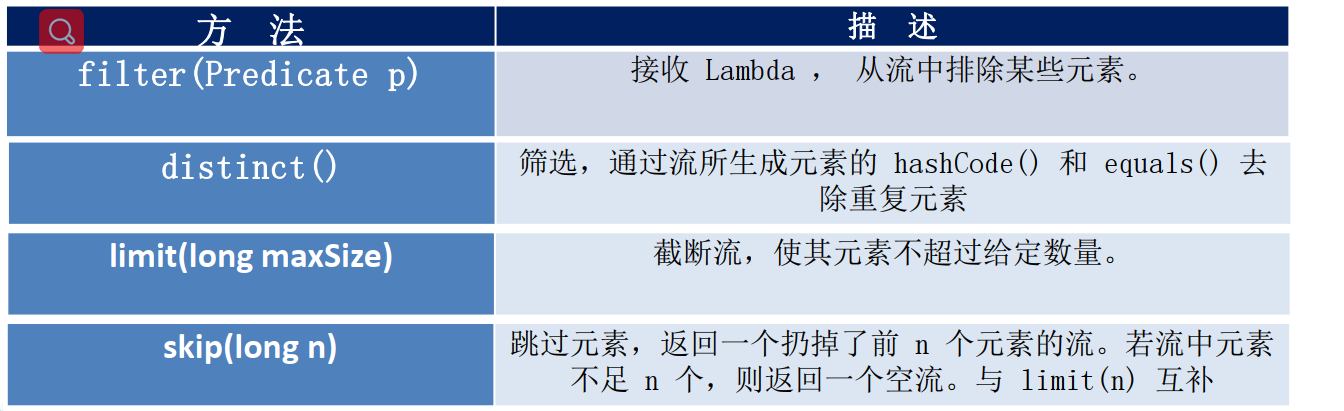 方 法
描 述
filter(Predicate p)
接收 Lambda ， 从流中排除某些元素。
distinct()
筛选，通过流所生成元素的 hashCode() 和 equals() 去
除重复元素
limit(long maxSize)
截断流，使其元素不超过给定数量。
skip(long n)
跳过元素，返回一个扔掉了前 n 个元素的流。若流中元素
不足 n 个，则返回一个空流。与 limit(n) 互补